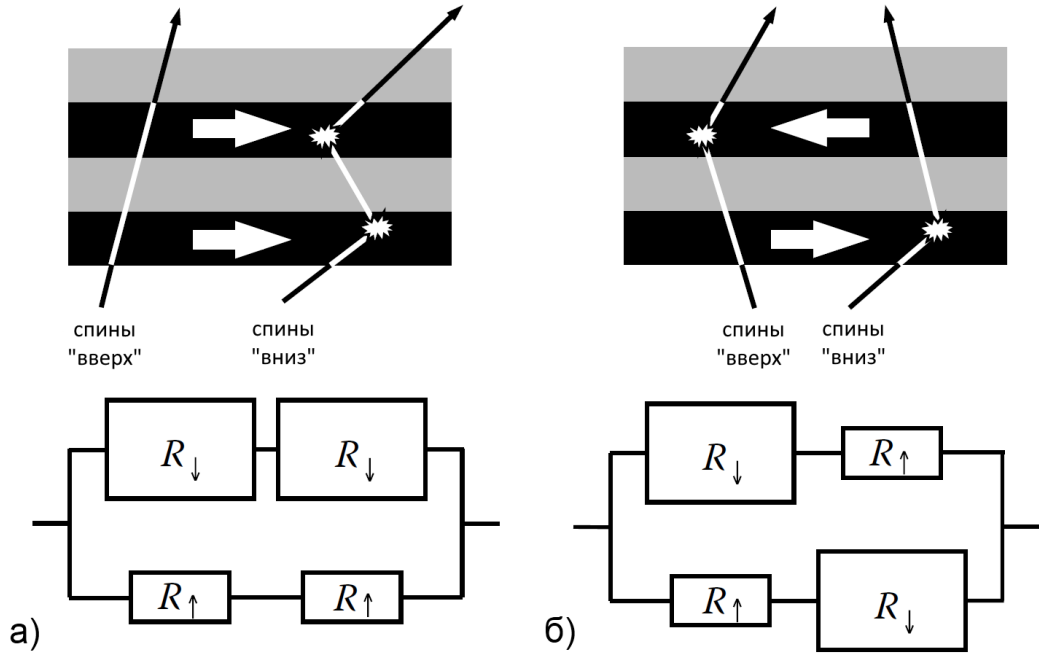 спины
"вверх"
спины
"вниз"
спины
"вверх"
спины
"вниз"
R↓
R↓
R↑
R↑
а)
R↓
R↑
R↑
R↓
б)